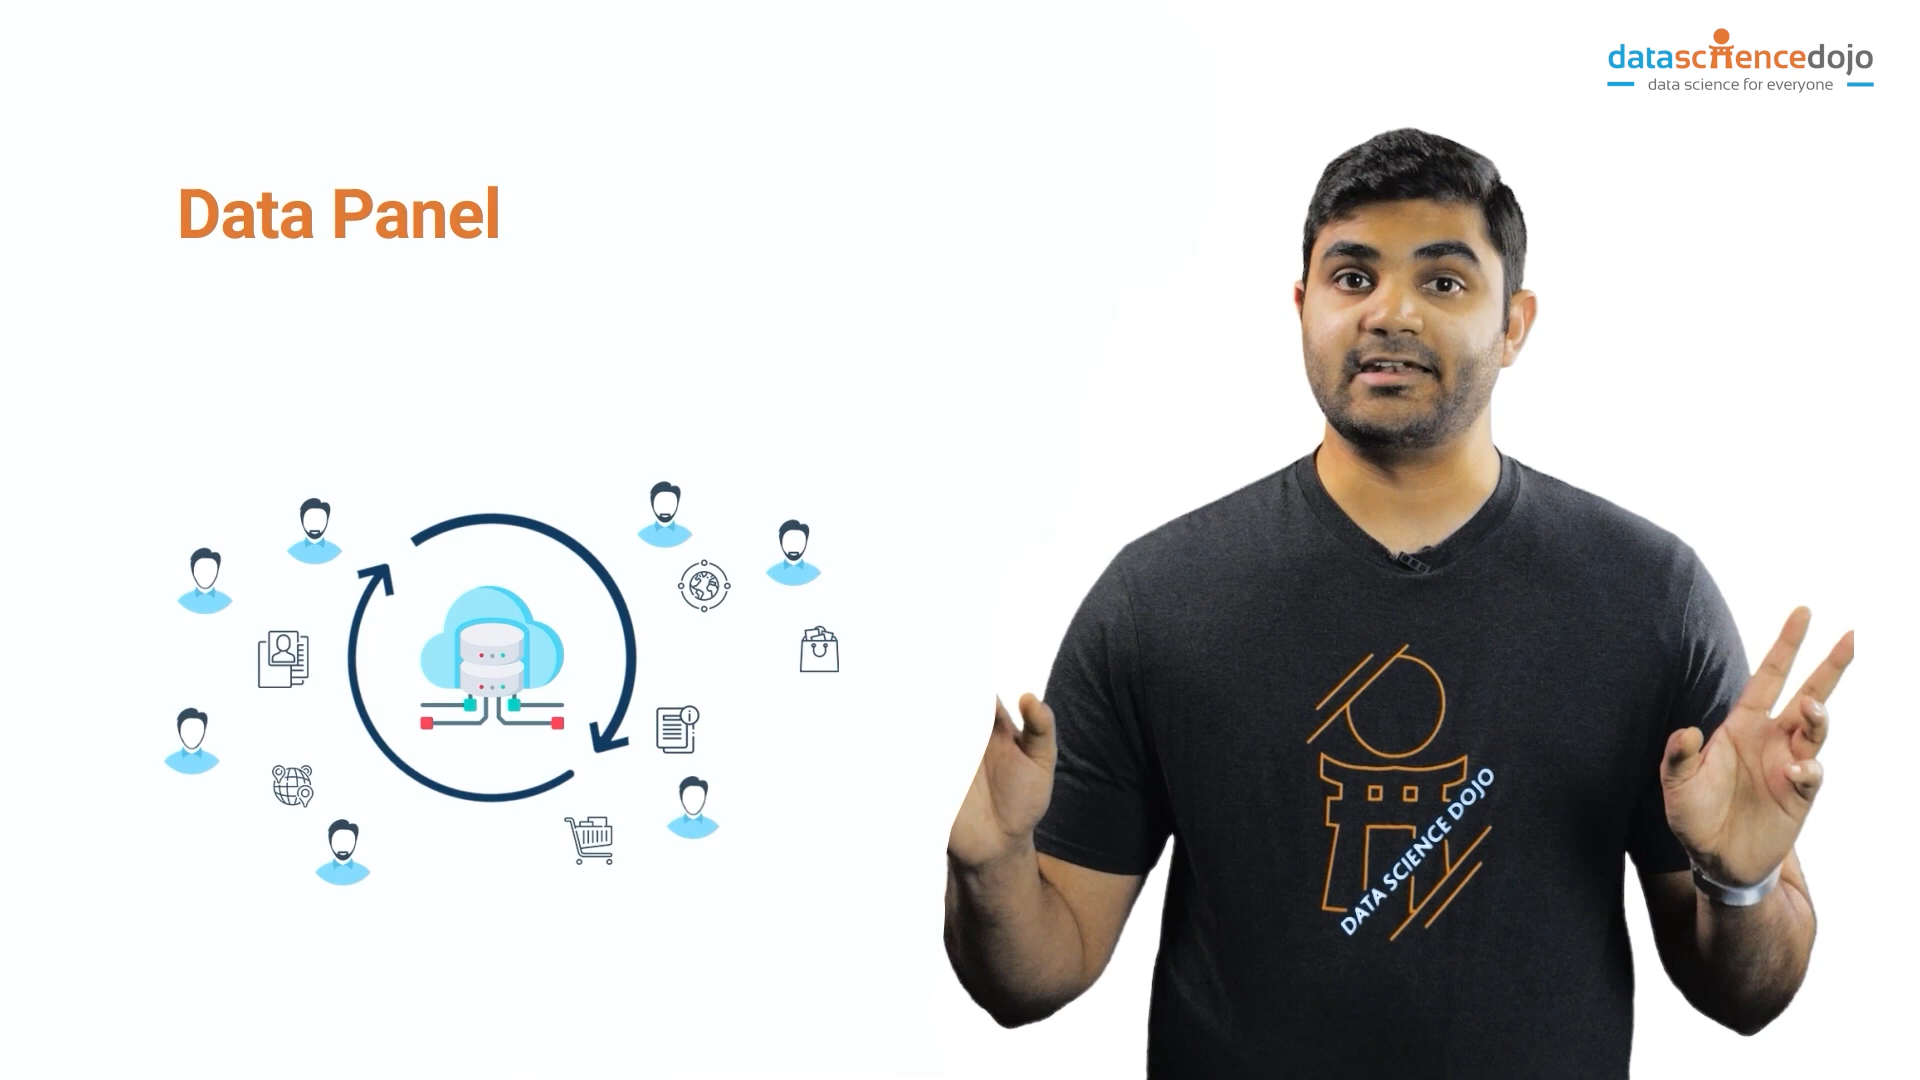 datasciencedojo
data science for everyone
Data Panel
DATA SCIENCE DOJO